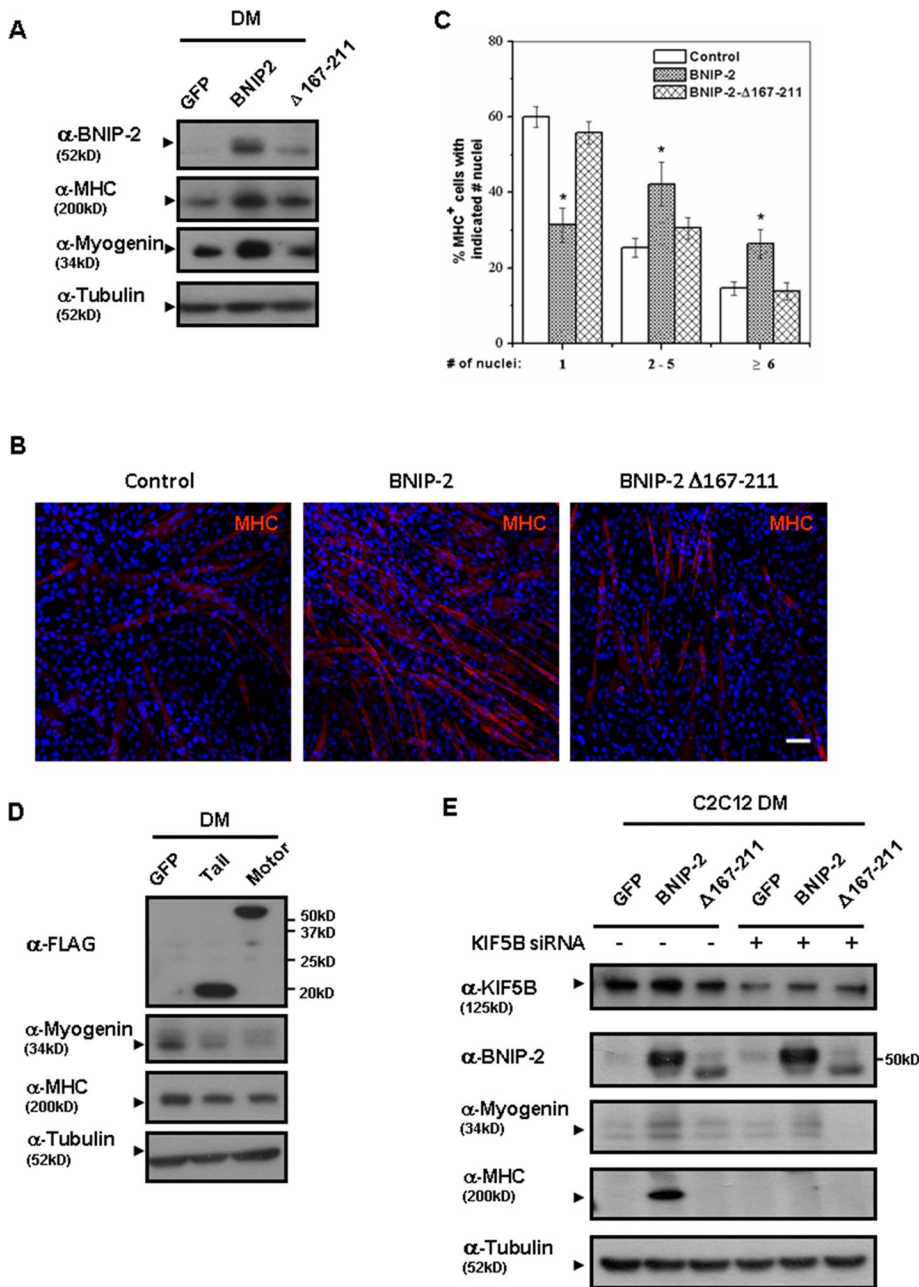 A
DM
GFP
BNIP2
Δ 167-211
α-BNIP-2
(52kD)
α-MHC
(200kD)
α-Myogenin
(34kD)
α-Tubulin
(52kD)
C
80
60
40
20
0
% MHC+ cells with
indicated # nuclei
Control
BNIP-2
BNIP-2-Δ167-211
*
*
*
# of nuclei: 1 2 - 5 ≥ 6
B
Control
BNIP-2
BNIP-2 Δ167-211
MHC
MHC
MHC
D
DM
GFP
Tail
Motor
α-FLAG
50kD
37kD
25kD
20kD
α-Myogenin
(34kD)
α-MHC
(200kD)
α-Tubulin
(52kD)
E
C2C12 DM
GFP
BNIP-2
Δ167-211
GFP
BNIP-2
Δ167-211
KIF5B siRNA - - - + + +
α-KIF5B
(125kD)
α-BNIP-2
50kD
α-Myogenin
(34kD)
α-MHC
(200kD)
α-Tubulin
(52kD)